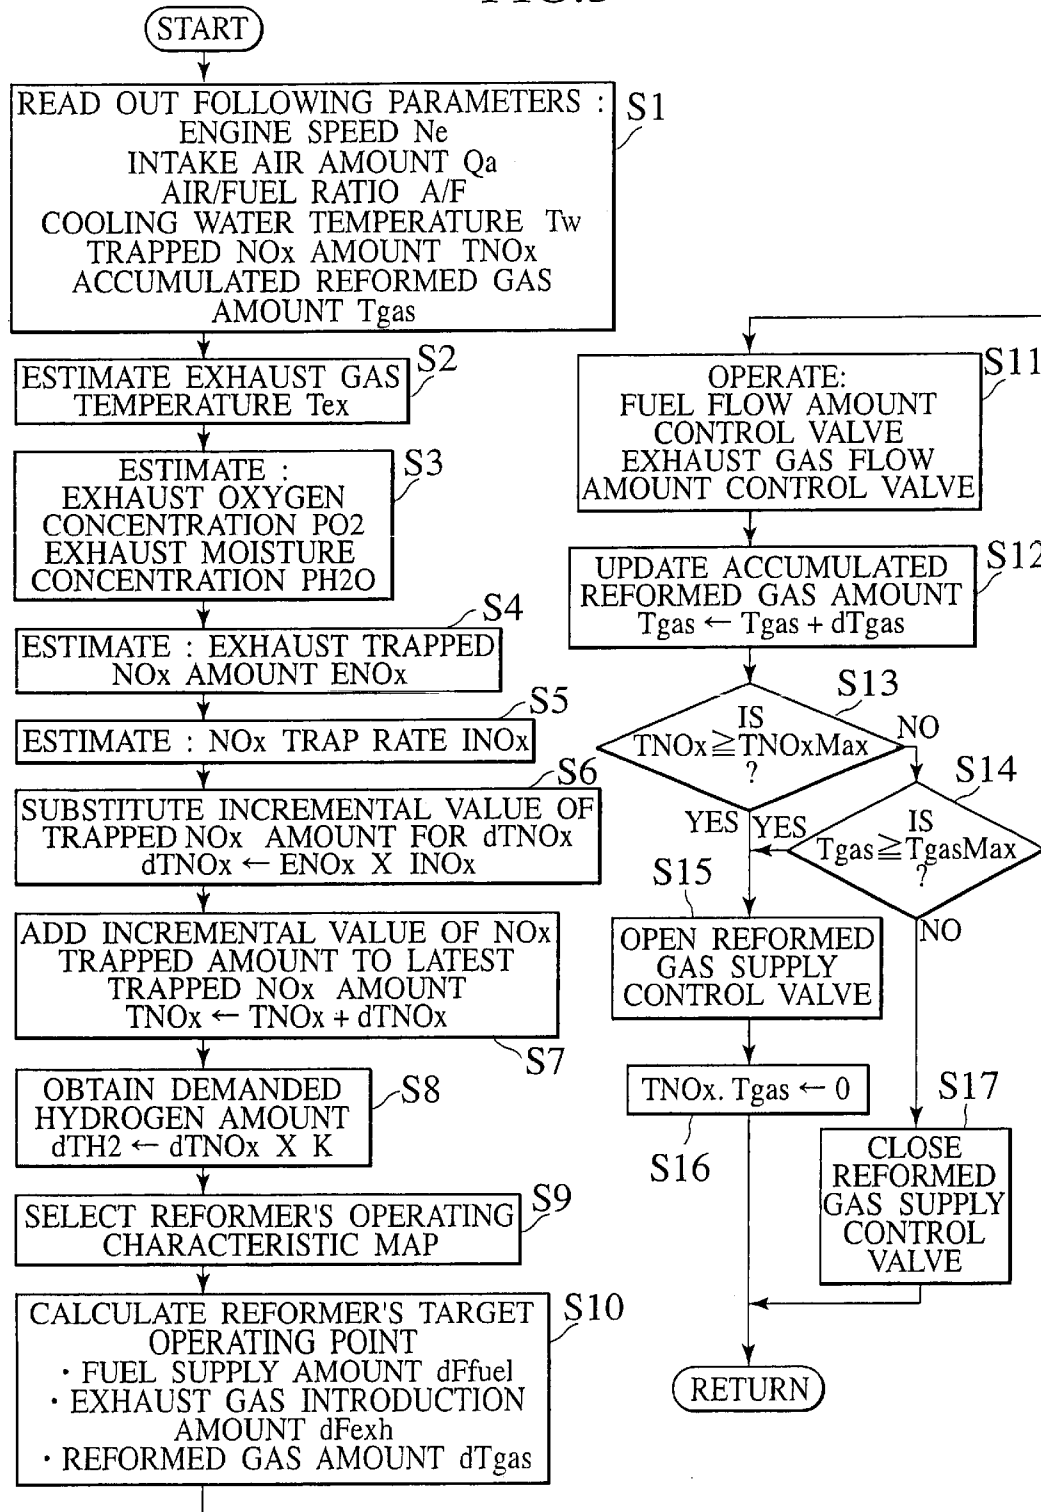 START
READ OUT FOLLOWING PARAMETERS :
ENGINE SPEED Ne
INTAKE AIR AMOUNT Qa
AIR/FUEL RATIO A/F
COOLING WATER TEMPERATURE Tw
TRAPPED NOx AMOUNT TNOx
ACCUMULATED REFORMED GAS
AMOUNT Tgas
S1
ESTIMATE EXHAUST GAS
TEMPERATURE Tex
S2
ESTIMATE :
EXHAUST OXYGEN
CONCENTRATION PO2
EXHAUST MOISTURE
CONCENTRATION PH2O
S3
ESTIMATE : EXHAUST TRAPPED
NOx AMOUNT ENOx
S4
ESTIMATE : NOx TRAP RATE INOx
S5
SUBSTITUTE INCREMENTAL VALUE OF
TRAPPED NOx AMOUNT FOR dTNOx
dTNOx ← ENOx X INOx
S6
ADD INCREMENTAL VALUE OF NOx
TRAPPED AMOUNT TO LATEST
TRAPPED NOx AMOUNT
TNOx ← TNOx + dTNOx
S7
OBTAIN DEMANDED
HYDROGEN AMOUNT
dTH2 ← dTNOx X K
S8
SELECT REFORMER'S OPERATING
CHARACTERISTIC MAP
S9
CALCULATE REFORMER'S TARGET
OPERATING POINT
・FUEL SUPPLY AMOUNT dFfuel
・EXHAUST GAS INTRODUCTION
AMOUNT dFexh
・REFORMED GAS AMOUNT dTgas
S10
OPERATE:
FUEL FLOW AMOUNT
CONTROL VALVE
EXHAUST GAS FLOW
AMOUNT CONTROL VALVE
S11
UPDATE ACCUMULATED
REFORMED GAS AMOUNT
Tgas ← Tgas + dTgas
S12
IS
TNOx≧TNOxMax
?
S13
NO
YES
IS
Tgas≧TgasMax
?
S14
YES
NO
OPEN REFORMED
GAS SUPPLY
CONTROL VALVE
S15
TNOx. Tgas ← 0
S16
CLOSE
REFORMED
GAS SUPPLY
CONTROL
VALVE
S17
RETURN